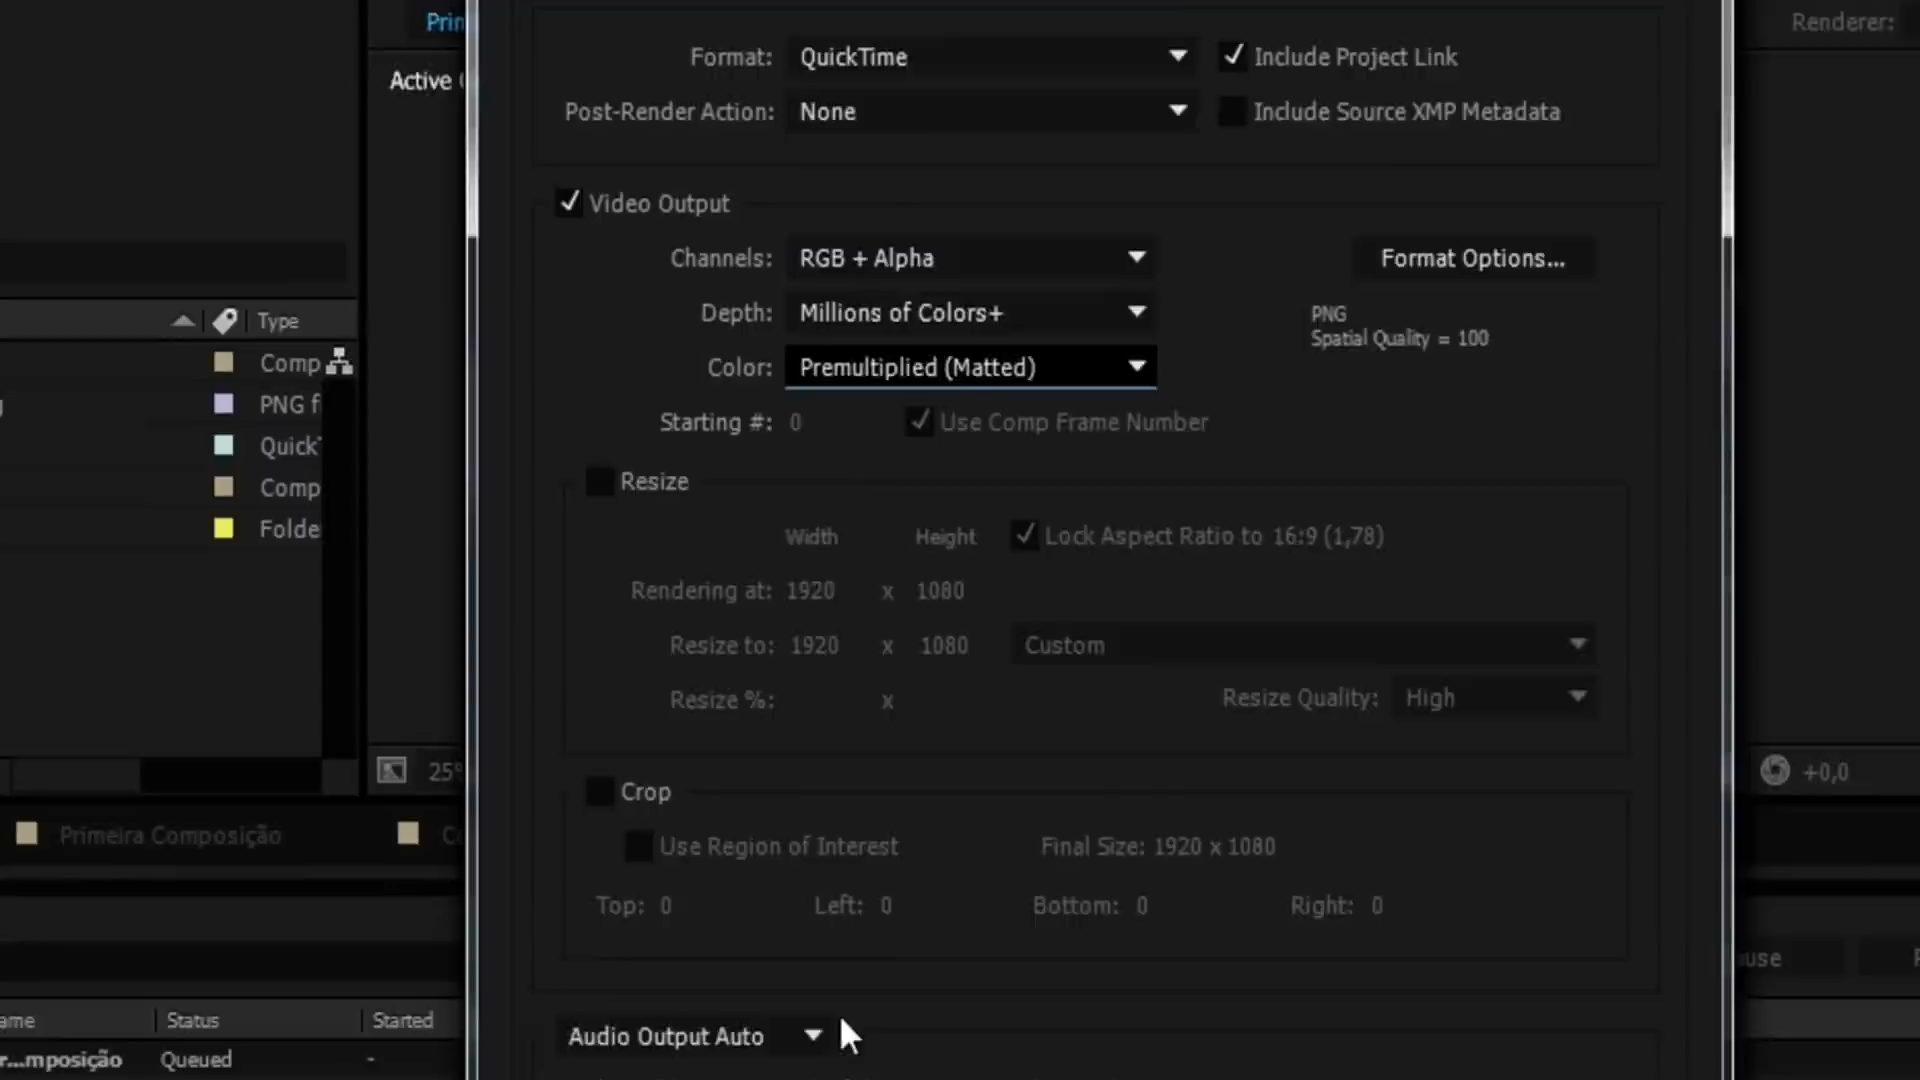 Prim
Renderer:
Active
Format: QuickTime Include Project Link
Post-Render Action: None Include Source XMP Metadata
Video Output
Channels: RGB + Alpha Format Options...
Depth: Millions of Colors+ PNG
Spatial Quality = 100
Color: Premultiplied (Matted)
Starting #: 0 Use Comp Frame Number
Type
Comp
PNG f
Quick
Comp
Folde
Resize
Width Height Lock Aspect Ratio to 16:9 (1,78)
Rendering at: 1920 x 1080
Resize to: 1920 x 1080 Custom
Resize %: x Resize Quality: High
25%
+0,0
Crop
Primeira Composição
Use Region of Interest Final Size: 1920 x 1080
Top: 0 Left: 0 Bottom: 0 Right: 0
ause
ame Status Started
Audio Output Auto
r...mposição Queued -